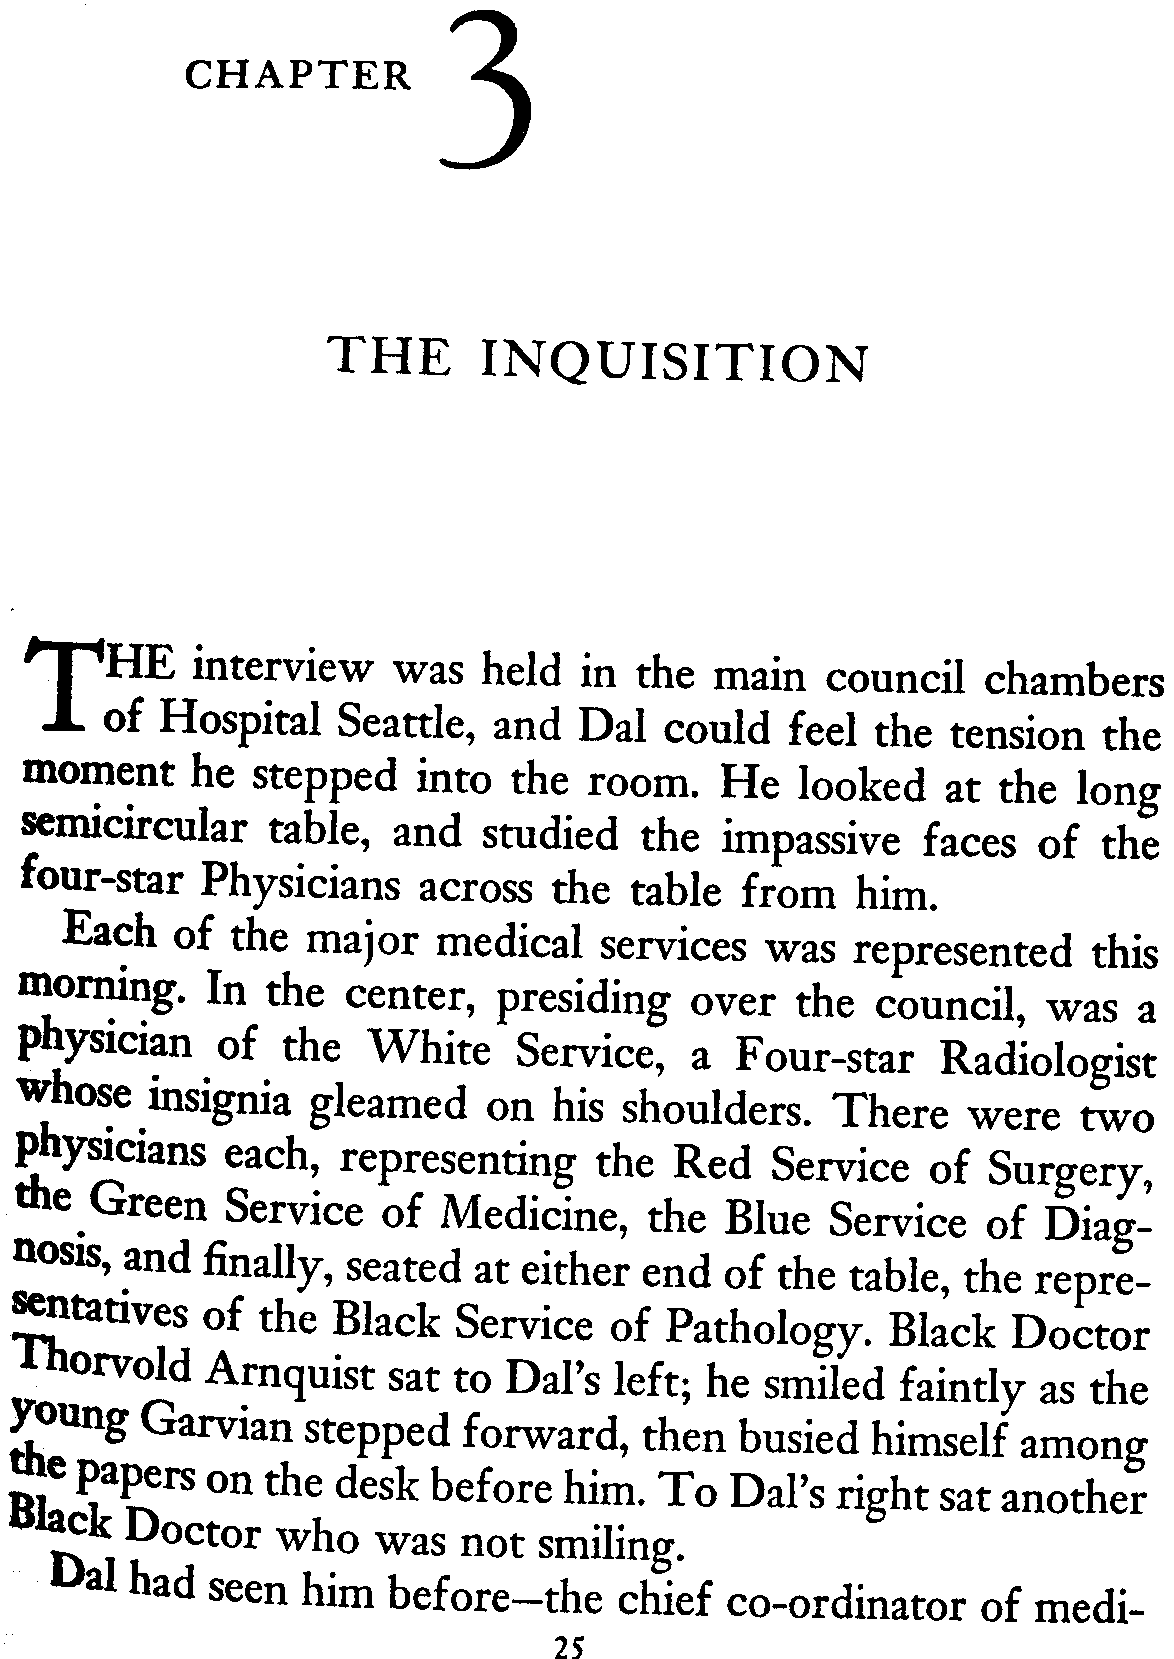 CHAPTER 3
THE INQUISITION
THE interview was held in the main council chambers
of Hospital Seattle, and Dal could feel the tension the
moment he stepped into the room. He looked at the long
semicircular table, and studied the impassive faces of the
four-star Physicians across the table from him.
Each of the major medical services was represented this
morning. In the center, presiding over the council, was a
physician of the White Service, a Four-star Radiologist
whose insignia gleamed on his shoulders. There were two
physicians each, representing the Red Service of Surgery,
the Green Service of Medicine, the Blue Service of Diag-
nosis, and finally, seated at either end of the table, the repre-
sentatives of the Black Service of Pathology. Black Doctor
Thorvold Arnquist sat to Dal's left; he smiled faintly as the
young Garvian stepped forward, then busied himself among
the papers on the desk before him. To Dal's right sat another
Black Doctor who was not smiling.
Dal had seen him before—the chief co-ordinator of medi-
25